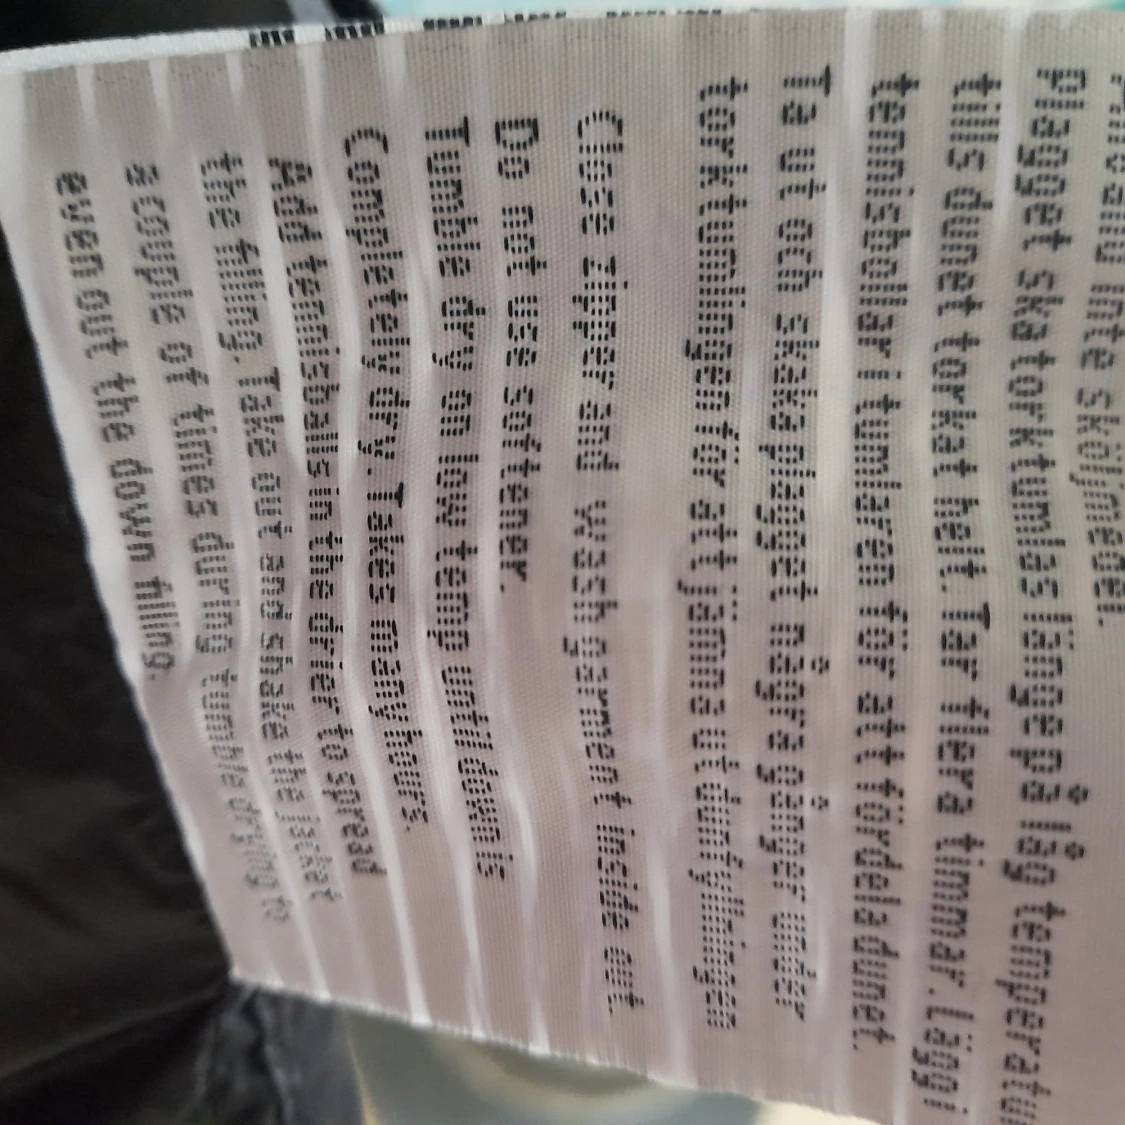 Använd inte sköljmedel.
Plagget ska torktumlas länge på låg temperatur
tills dunet torkat helt. Tar flera timmar. Lägg i
tennisbollar i tumlaren för att fördela dunet.
Ta ut och skaka plagget några gånger under
torktumlingen för att jämna ut dunfyllningen
Close zipper and wash garment inside out.
Do not use softener.
Tumble dry on low temp until down is
Completely dry. Takes many hours.
Add tennisballs in the drier to spread
the filling. Take out and shake the jacket
a couple of times during tumble drying to
even out the down filling.